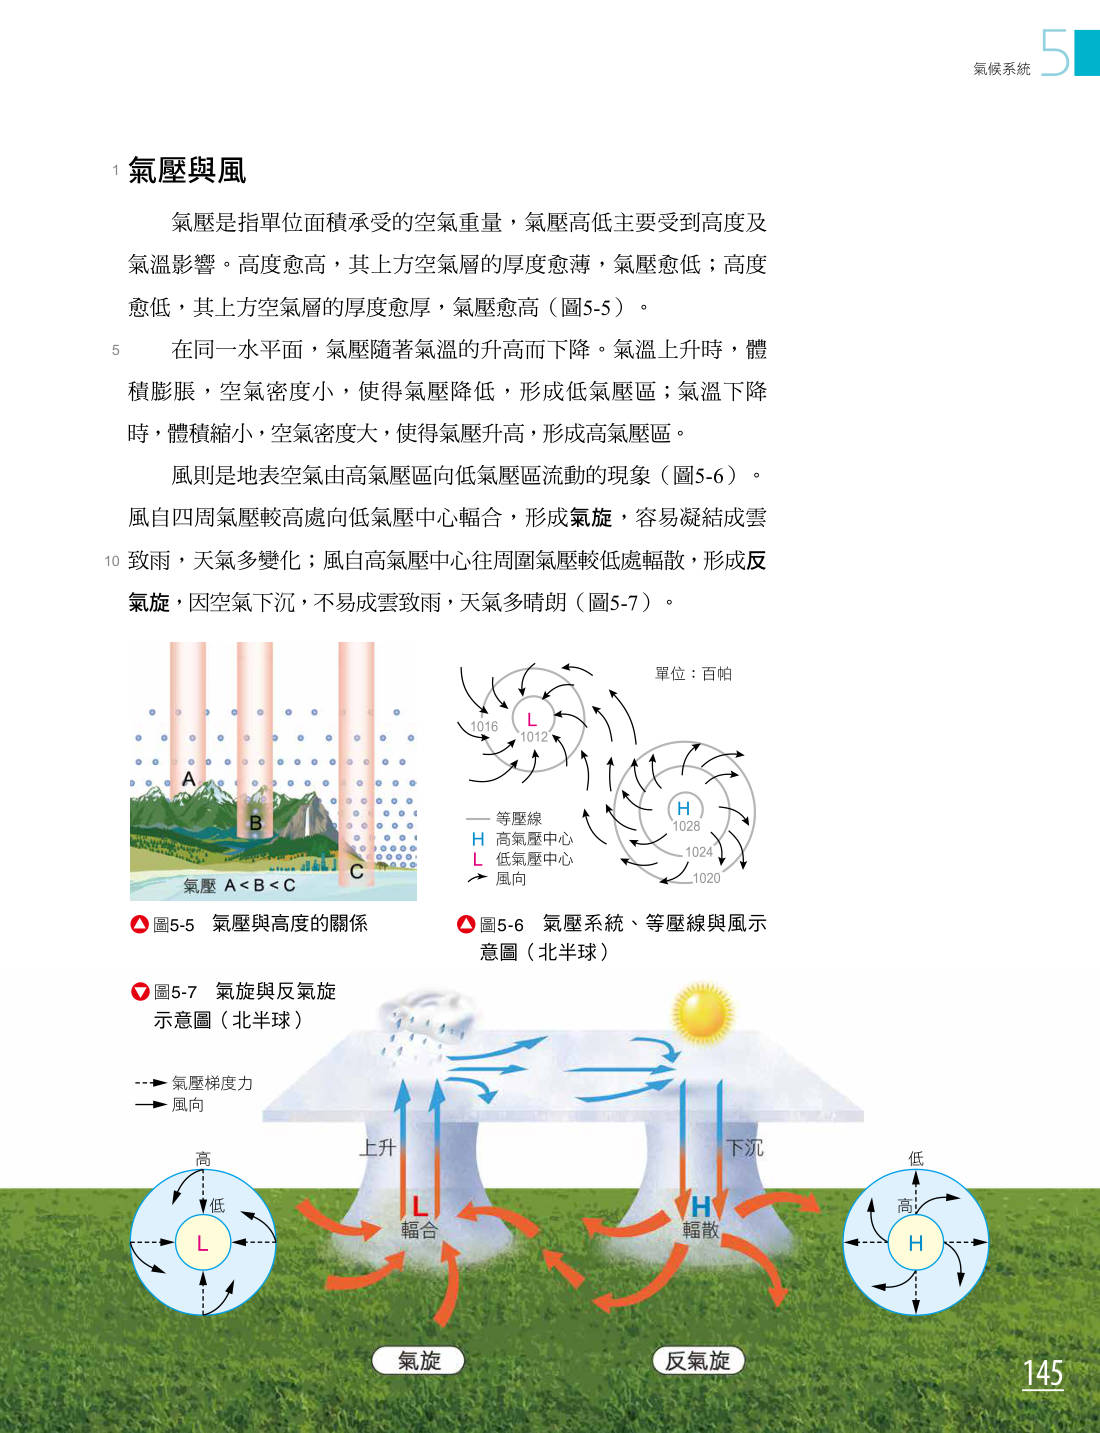 氣候系統 5
1 氣壓與風
氣壓是指單位面積承受的空氣重量，氣壓高低主要受到高度及
氣溫影響。高度愈高，其上方空氣層的厚度愈薄，氣壓愈低；高度
愈低，其上方空氣層的厚度愈厚，氣壓愈高（圖5-5）。
5 在同一水平面，氣壓隨著氣溫的升高而下降。氣溫上升時，體
積膨脹，空氣密度小，使得氣壓降低，形成低氣壓區；氣溫下降
時，體積縮小，空氣密度大，使得氣壓升高，形成高氣壓區。
風則是地表空氣由高氣壓區向低氣壓區流動的現象（圖5-6）。
風自四周氣壓較高處向低氣壓中心輻合，形成氣旋，容易凝結成雲
10 致雨，天氣多變化；風自高氣壓中心往周圍氣壓較低處輻散，形成反
氣旋，因空氣下沉，不易成雲致雨，天氣多晴朗（圖5-7）。
A
B
C
氣壓 A < B < C
圖5-5 氣壓與高度的關係
單位：百帕
1016
L
1012
H
1028
1024
1020
等壓線
H 高氣壓中心
L 低氣壓中心
風向
圖5-6 氣壓系統、等壓線與風示
意圖（北半球）
圖5-7 氣旋與反氣旋
示意圖（北半球）
氣壓梯度力
風向
高
低
L
上升
L
輻合
氣旋
下沉
H
輻散
反氣旋
低
高
H
145